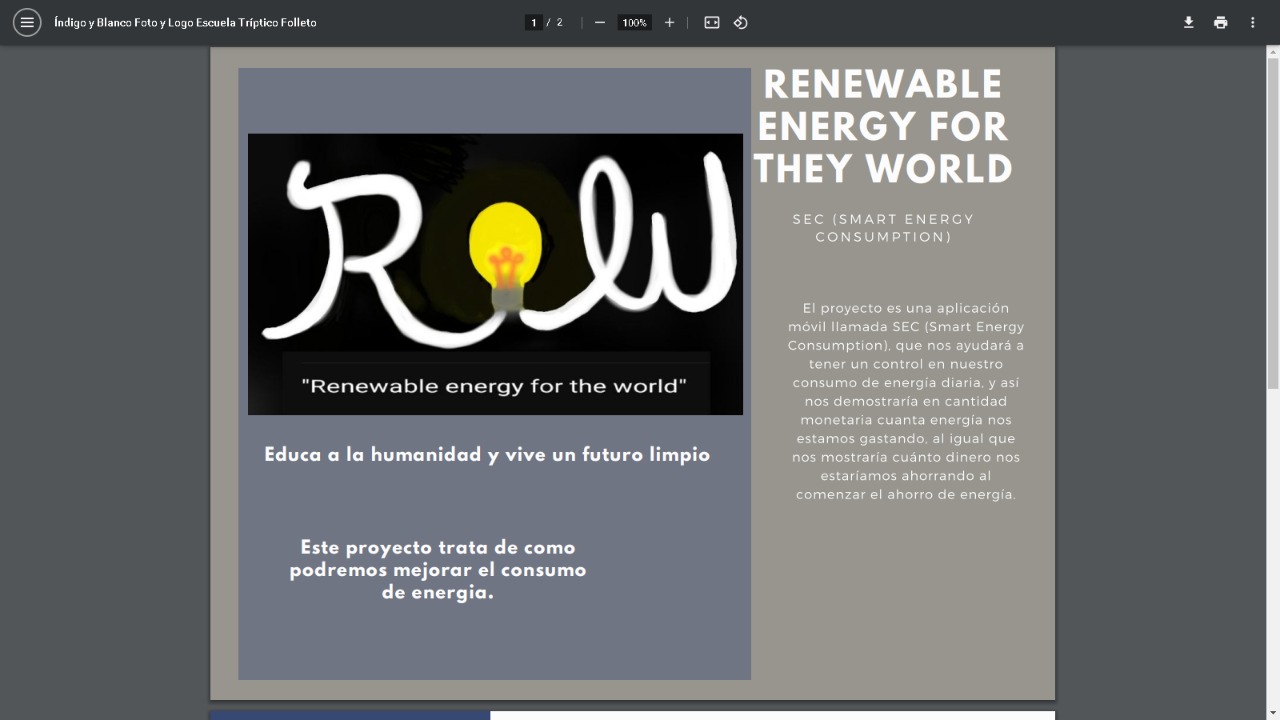 Índigo y Blanco Foto y Logo Escuela Tríptico Folleto
1 / 2
100%
RENEWABLE
ENERGY FOR
THEY WORLD
SEC (SMART ENERGY
CONSUMPTION)
El proyecto es una aplicación
móvil llamada SEC (Smart Energy
Consumption), que nos ayudará a
tener un control en nuestro
consumo de energía diaria, y así
nos demostraría en cantidad
monetaria cuanta energía nos
estamos gastando, al igual que
nos mostraría cuánto dinero nos
estaríamos ahorrando al
comenzar el ahorro de energía.
RW
"Renewable energy for the world"
Educa a la humanidad y vive un futuro limpio
Este proyecto trata de como
podremos mejorar el consumo
de energia.